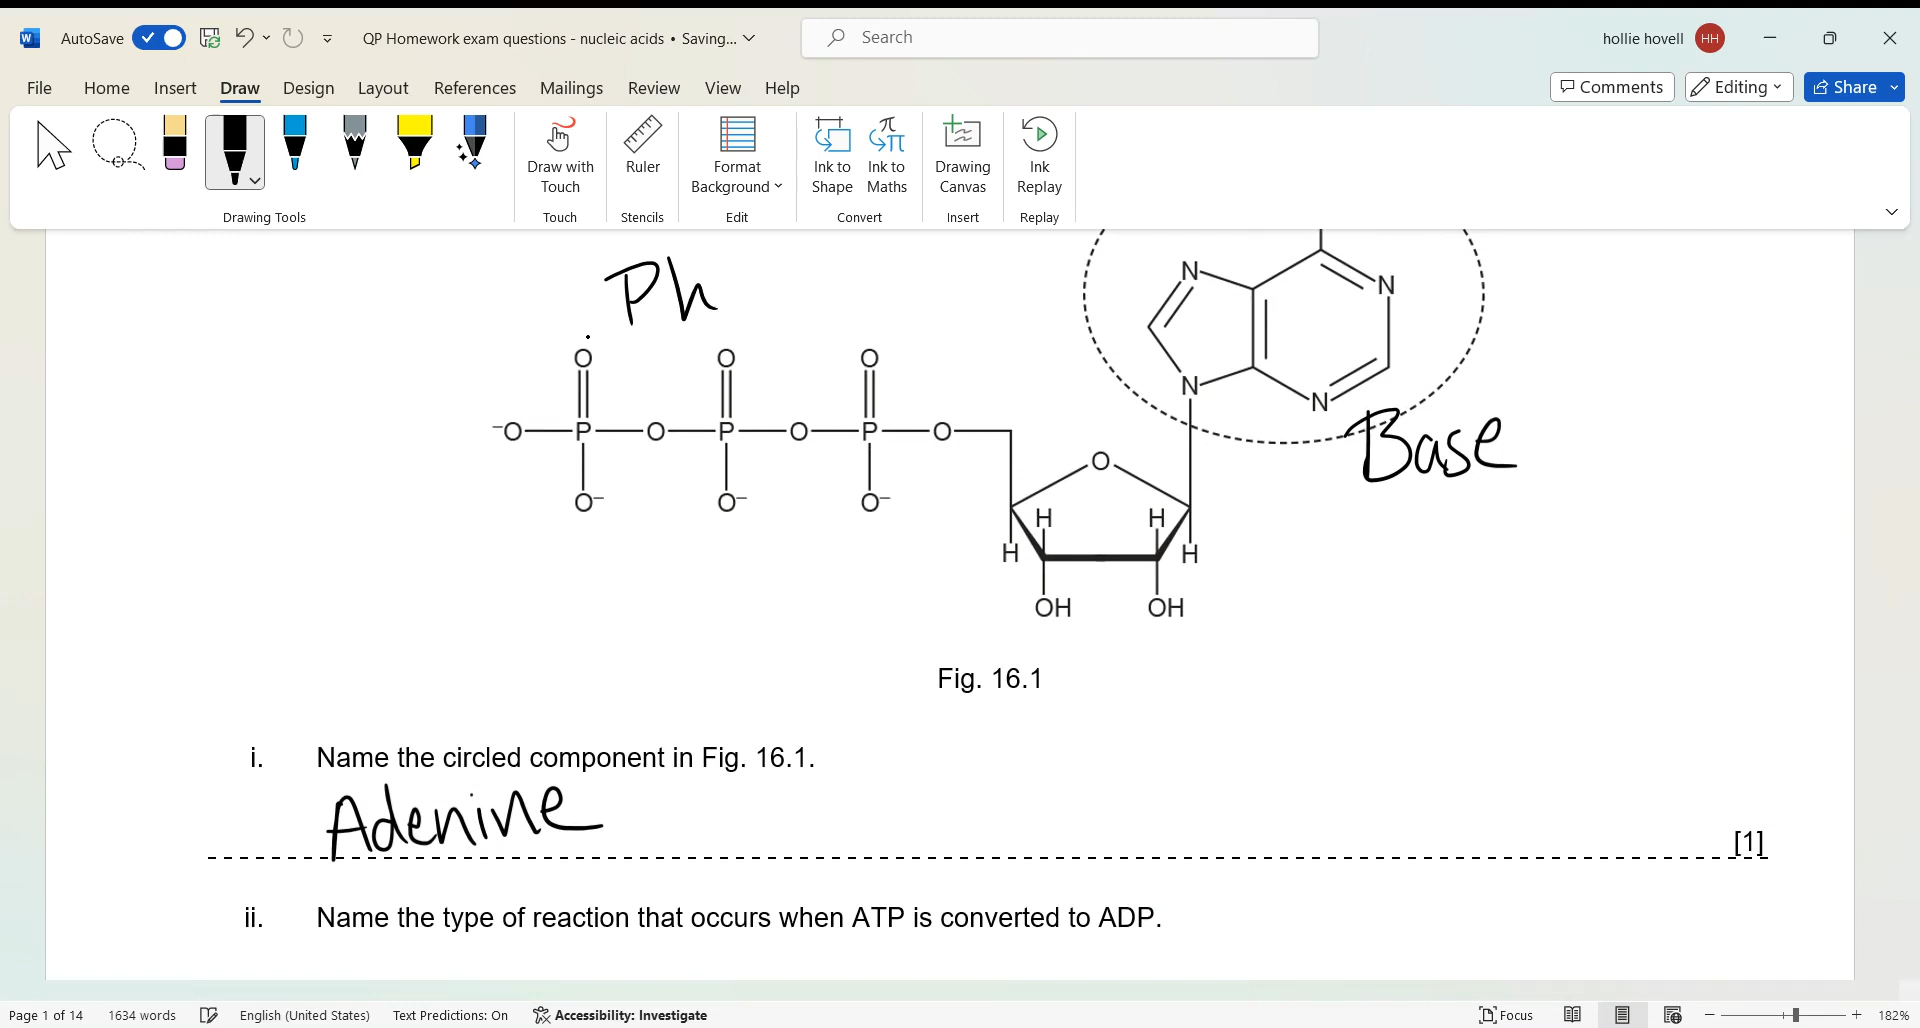 AutoSave
QP Homework exam questions - nucleic acids • Saving...
Search
hollie hovell
HH
File Home Insert Draw Design Layout References Mailings Review View Help
Comments Editing Share
Draw with Touch
Ruler
Format Background
Ink to Shape
Ink to Maths
Drawing Canvas
Ink Replay
Drawing Tools Touch Stencils Edit Convert Insert Replay
Ph
N N
O O O
N N
⁻O P O P O P O
Base
O
O⁻ O⁻ O⁻
H H
H H
OH OH
Fig. 16.1
i. Name the circled component in Fig. 16.1.
Adenine
[1]
ii. Name the type of reaction that occurs when ATP is converted to ADP.
Page 1 of 14 1634 words English (United States) Text Predictions: On Accessibility: Investigate Focus 182%